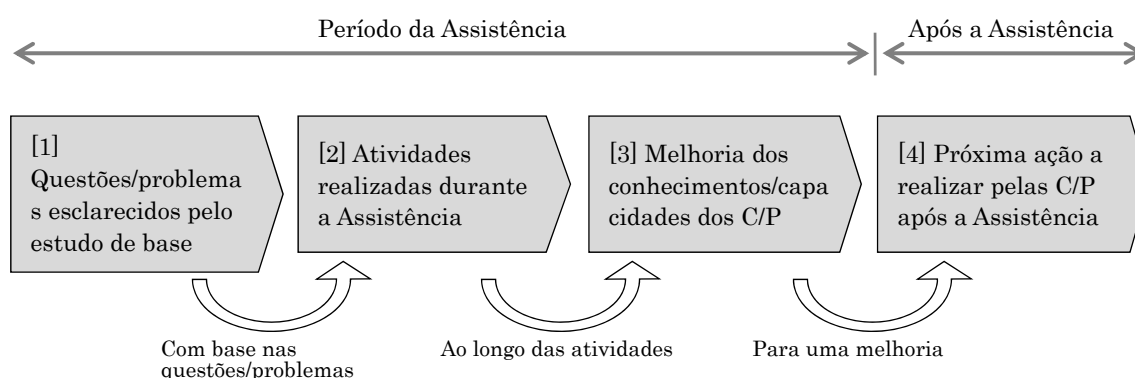 Período da Assistência
Após a Assistência
[1]
Questões/problema
s esclarecidos pelo
estudo de base
[2] Atividades
realizadas durante
a Assistência
[3] Melhoria dos
conhecimentos/capa
cidades dos C/P
[4] Próxima ação a
realizar pelas C/P
após a Assistência
Com base nas
questões/problemas
Ao longo das atividades
Para uma melhoria